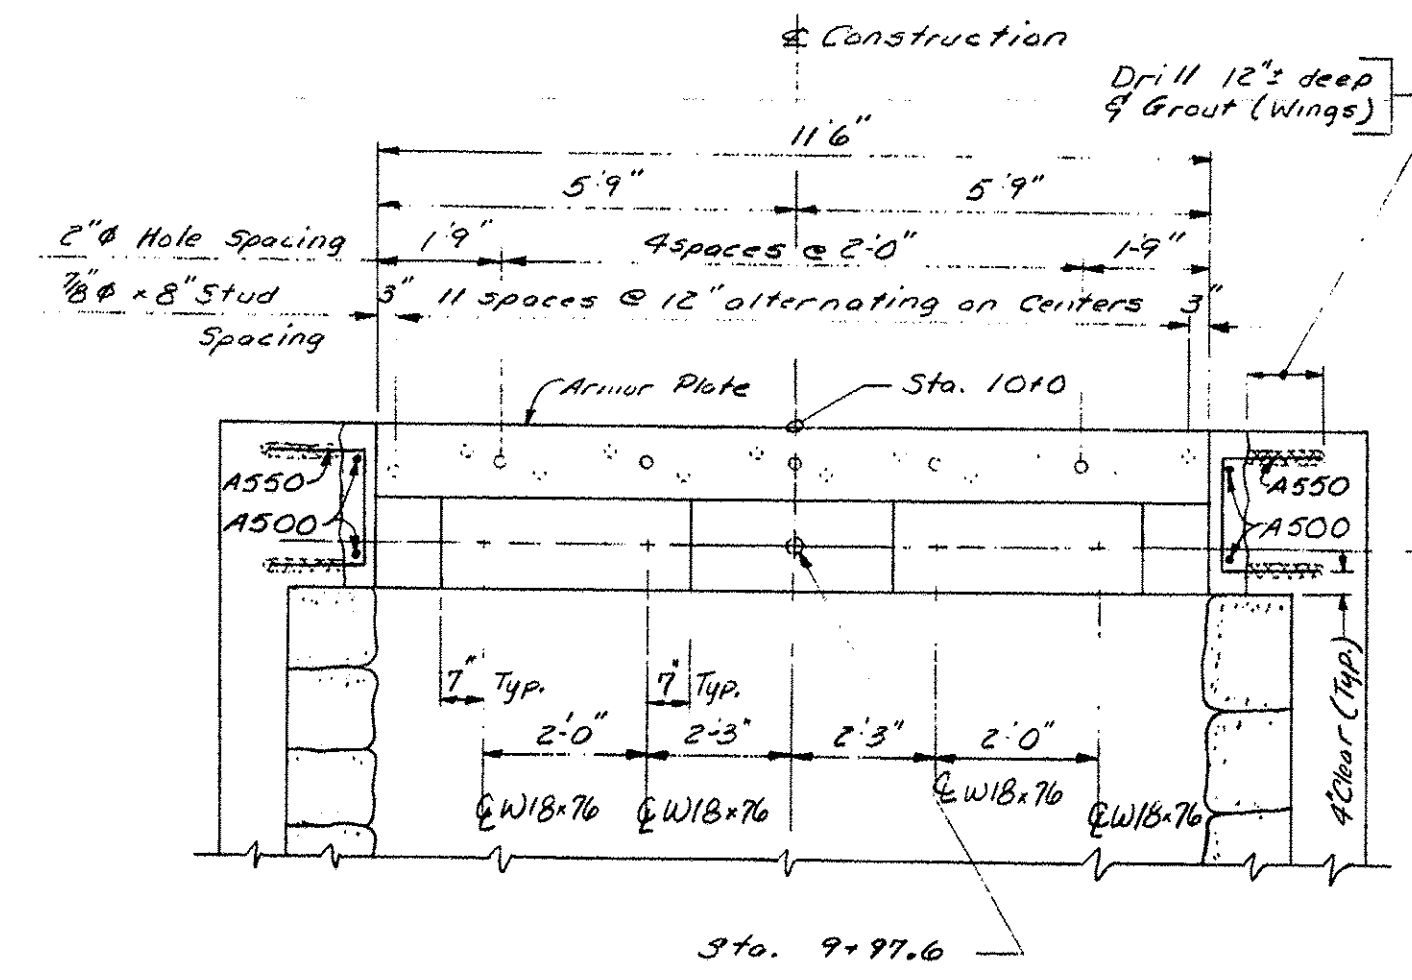 ℄ Construction
Drill 12"± deep
& Grout (Wings)
11'6"
5'9" 5'9"
2"φ Hole Spacing 1'9" 4 spaces @ 2'-0" 1-9"
7/8"φ × 8" Stud 3" 11 spaces @ 12" alternating on Centers 3"
Spacing
Armor Plate Sta. 10+0
A550 A550
A500 A500
7" Typ. 7" Typ.
2'-0" 2'-3" 2'-3" 2'-0"
℄ W18×76 ℄ W18×76 ℄ W18×76 ℄ W18×76
4" Clear (Typ.)
Sta. 9+97.6